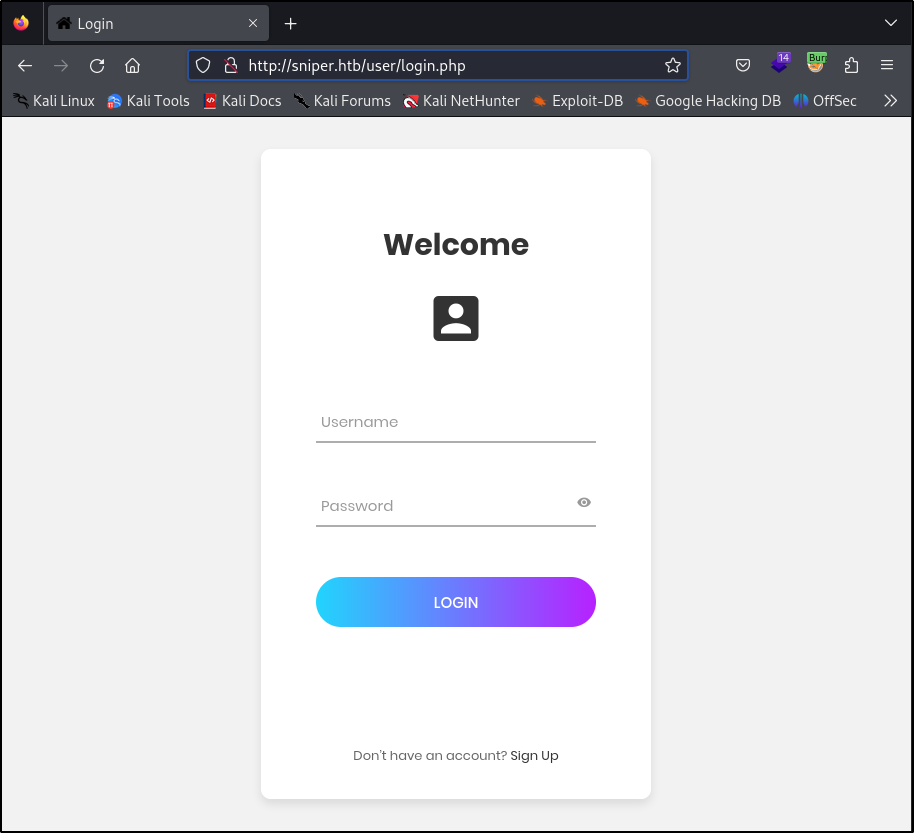 Login
http://sniper.htb/user/login.php
14
Burr
Kali Linux Kali Tools Kali Docs Kali Forums Kali NetHunter Exploit-DB Google Hacking DB OffSec
Welcome
Username
Password
LOGIN
Don't have an account? Sign Up